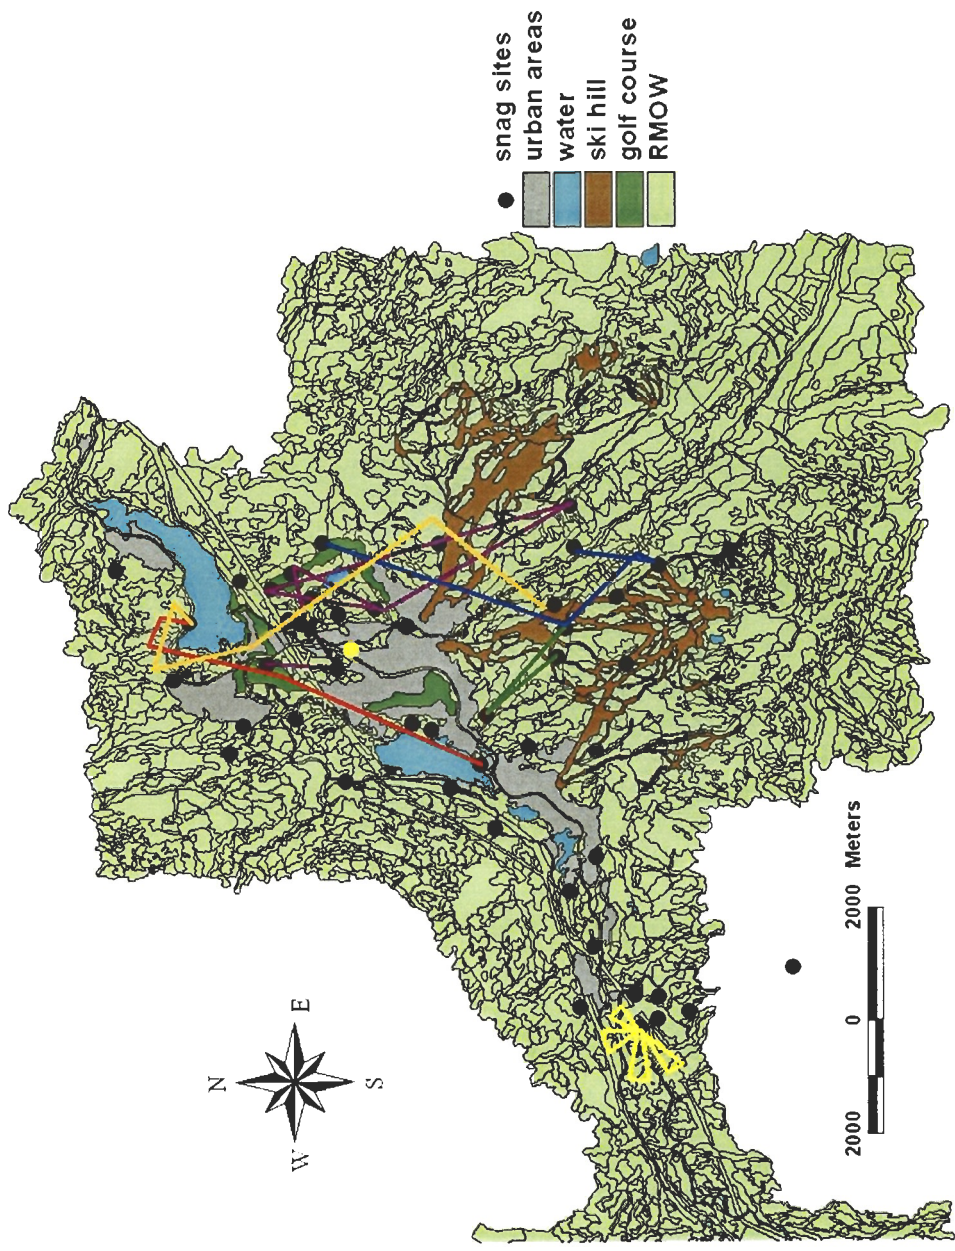 snag sites
urban areas
water
ski hill
golf course
RMOW
N
E
S
W
2000
0
2000 Meters